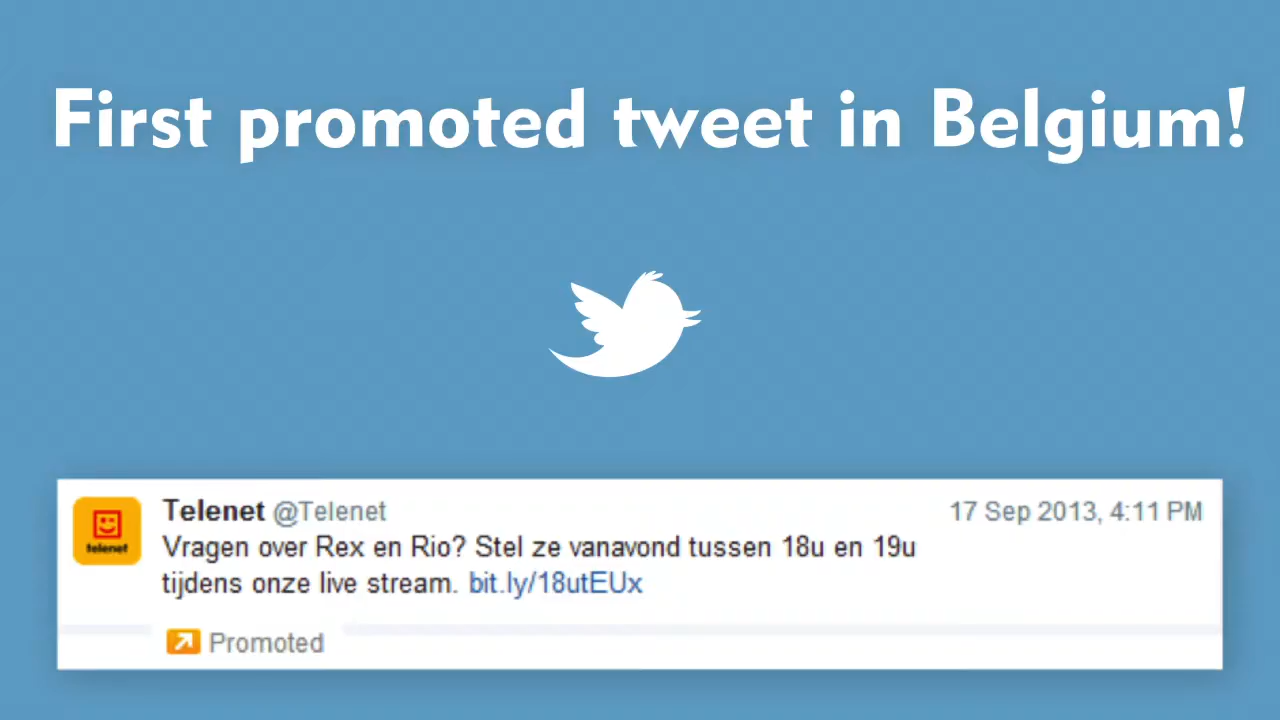 First promoted tweet in Belgium!
Telenet @Telenet 17 Sep 2013, 4:11 PM
telenet
Vragen over Rex en Rio? Stel ze vanavond tussen 18u en 19u
tijdens onze live stream. bit.ly/18utEUx
Promoted